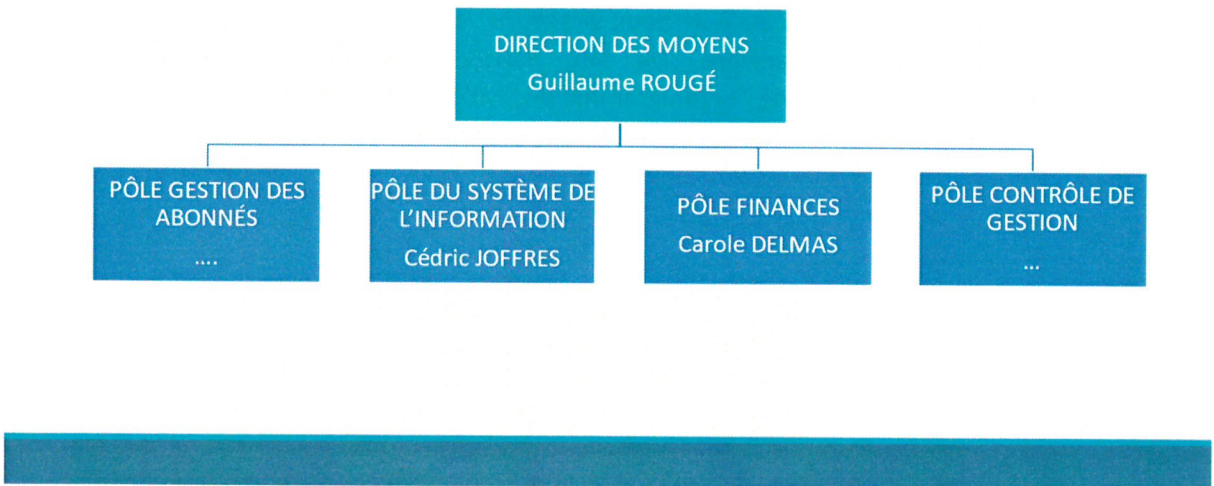 DIRECTION DES MOYENS
Guillaume ROUGÉ
PÔLE GESTION DES
ABONNÉS
....
PÔLE DU SYSTÈME DE
L'INFORMATION
Cédric JOFFRES
PÔLE FINANCES
Carole DELMAS
PÔLE CONTRÔLE DE
GESTION
...